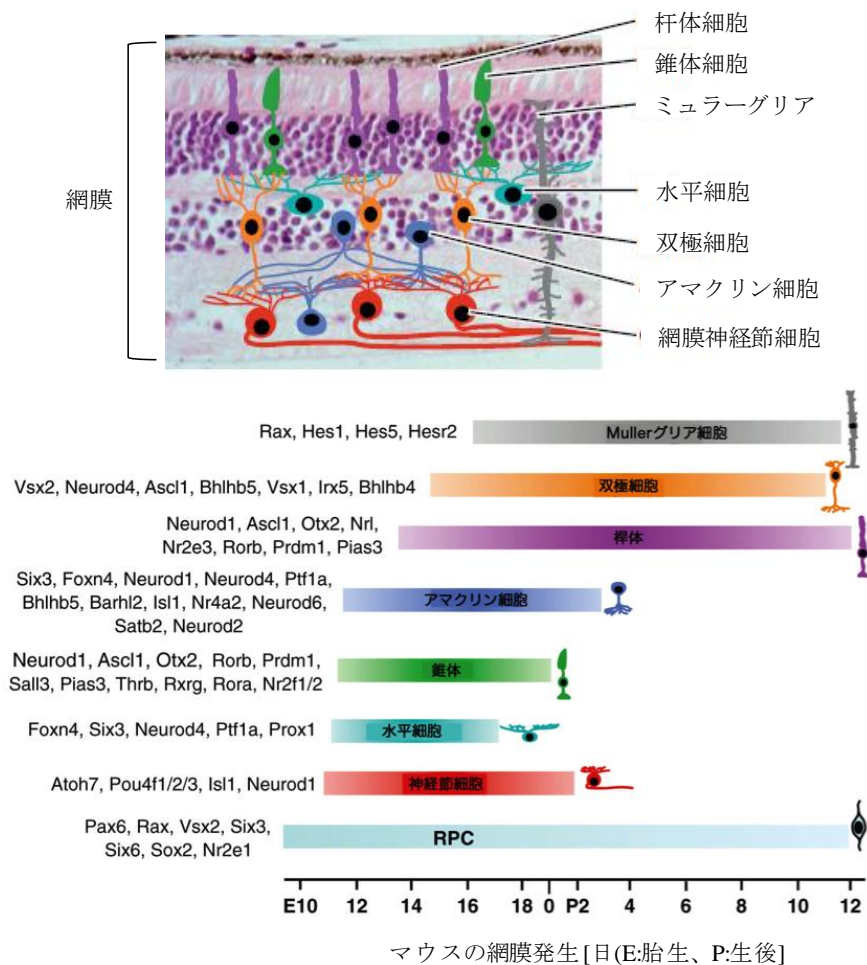 杆体細胞
錐体細胞
ミュラーグリア
網膜
水平細胞
双極細胞
アマクリン細胞
網膜神経節細胞
Rax, Hes1, Hes5, Hesr2
Mullerグリア細胞
Vsx2, Neurod4, Ascl1, Bhlhb5, Vsx1, Irx5, Bhlhb4
双極細胞
Neurod1, Ascl1, Otx2, Nrl,
Nr2e3, Rorb, Prdm1, Pias3
桿体
Six3, Foxn4, Neurod1, Neurod4, Ptf1a,
Bhlhb5, Barhl2, Isl1, Nr4a2, Neurod6,
Satb2, Neurod2
アマクリン細胞
Neurod1, Ascl1, Otx2, Rorb, Prdm1,
Sall3, Pias3, Thrb, Rxrg, Rora, Nr2f1/2
錐体
Foxn4, Six3, Neurod4, Ptf1a, Prox1
水平細胞
Atoh7, Pou4f1/2/3, Isl1, Neurod1
神経節細胞
Pax6, Rax, Vsx2, Six3,
Six6, Sox2, Nr2e1
RPC
E10 12 14 16 18 0 P2 4 6 8 10 12
マウスの網膜発生[日(E:胎生、P:生後]